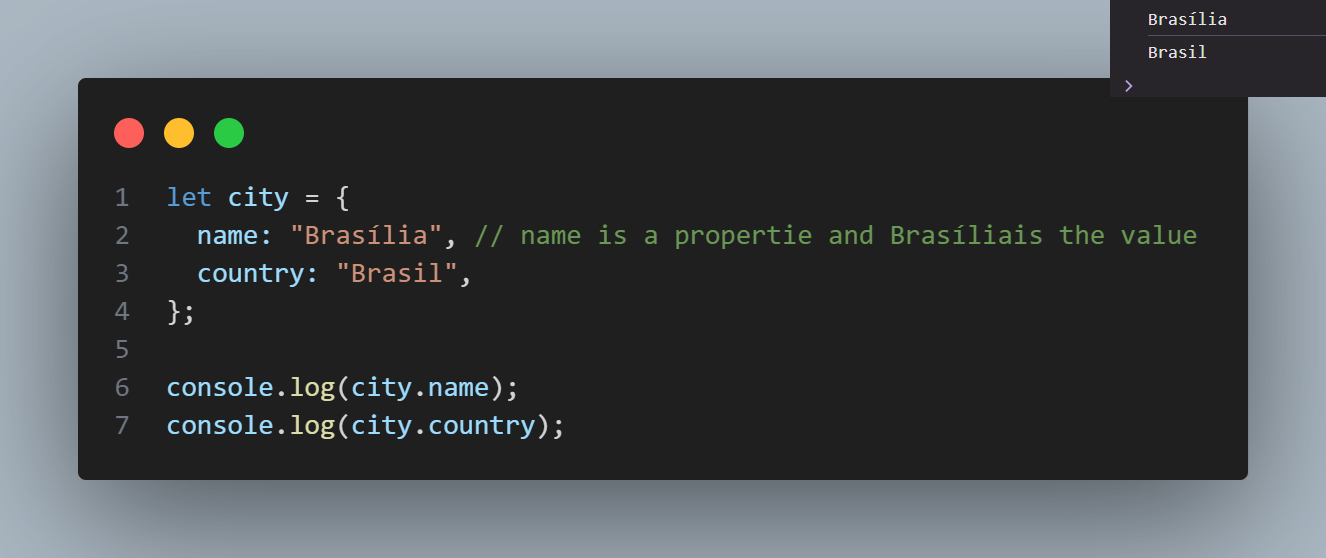 Brasília
Brasil
>
1 let city = {
2 name: "Brasília", // name is a propertie and Brasíliais the value
3 country: "Brasil",
4 };
5
6 console.log(city.name);
7 console.log(city.country);